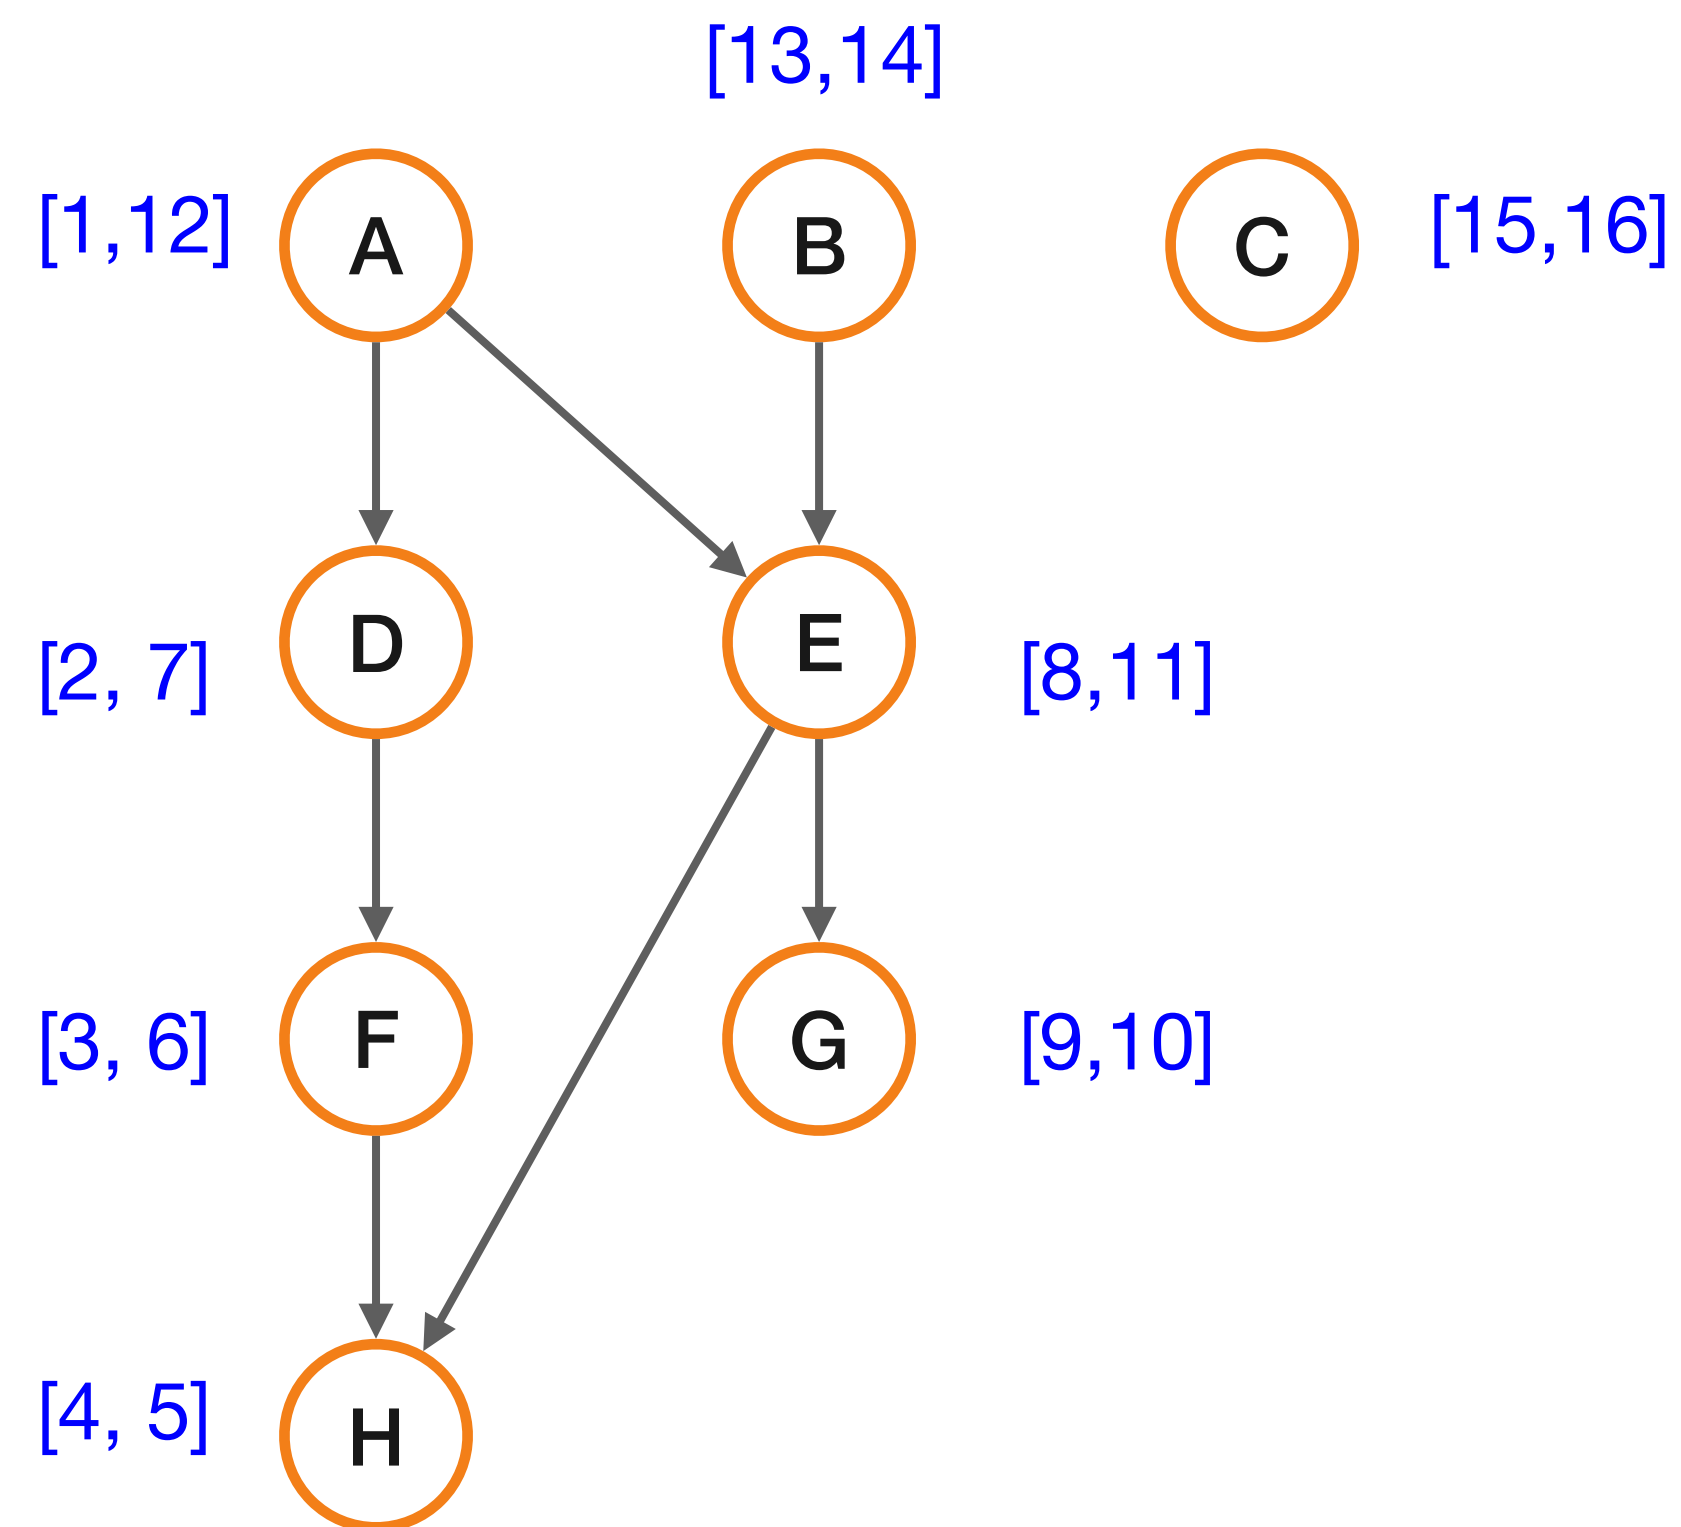 [13,14]
[1,12] A B C [15,16]
[2, 7] D E [8,11]
[3, 6] F G [9,10]
[4, 5] H